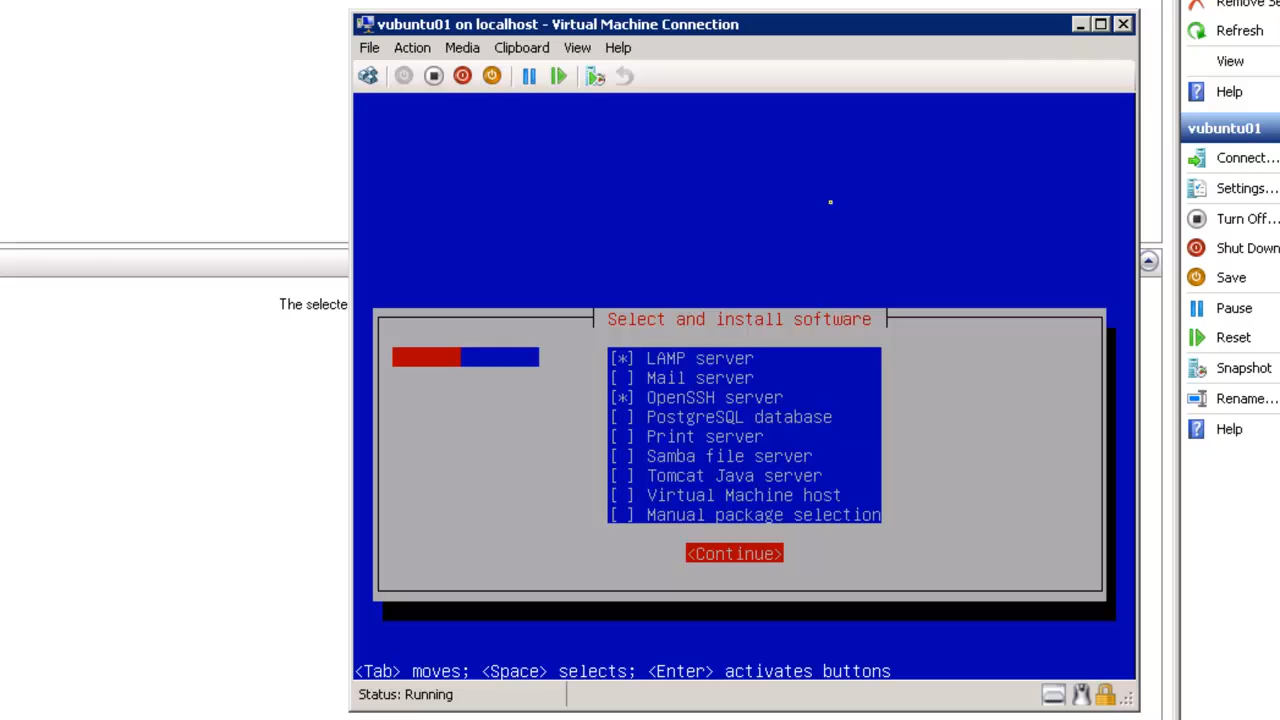 vubuntu01 on localhost - Virtual Machine Connection
File Action Media Clipboard View Help
The selecte
Select and install software
[*] LAMP server
[ ] Mail server
[*] OpenSSH server
[ ] PostgreSQL database
[ ] Print server
[ ] Samba file server
[ ] Tomcat Java server
[ ] Virtual Machine host
[ ] Manual package selection
<Continue>
<Tab> moves; <Space> selects; <Enter> activates buttons
Status: Running
Remove Se
Refresh
View
Help
vubuntu01
Connect...
Settings...
Turn Off...
Shut Down
Save
Pause
Reset
Snapshot
Rename...
Help